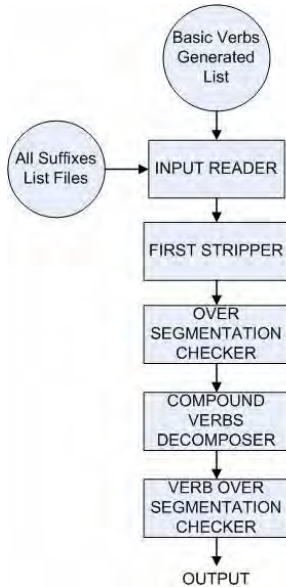 Basic Verbs
Generated
List
All Suffixes
List Files
INPUT READER
FIRST STRIPPER
OVER
SEGMENTATION
CHECKER
COMPOUND
VERBS
DECOMPOSER
VERB OVER
SEGMENTATION
CHECKER
OUTPUT